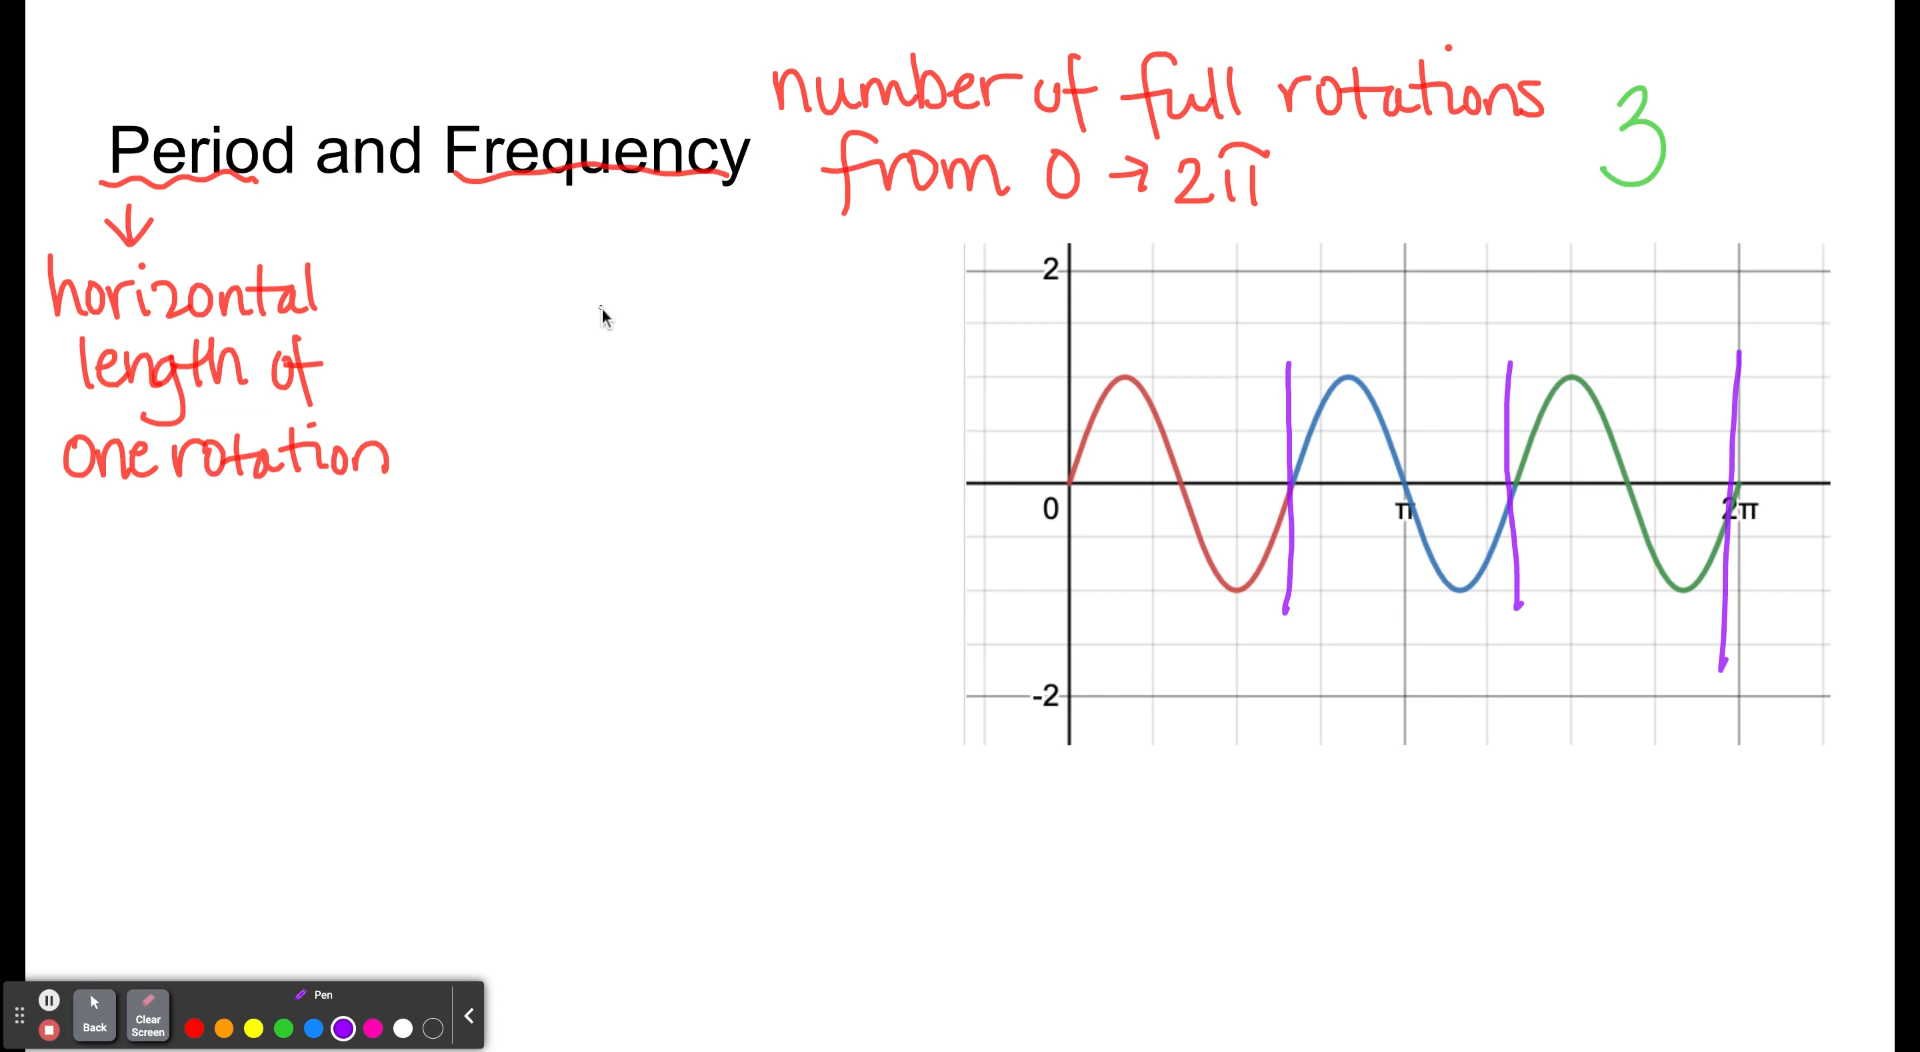 number of full rotations 3
Period and Frequency
from 0 → 2π
↓
horizontal
length of
one rotation
2
0
π
2π
-2
Pen
Back
Clear
Screen